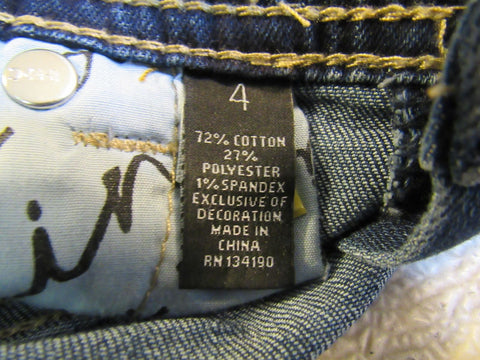 4
72% COTTON
27%
POLYESTER
1% SPANDEX
EXCLUSIVE OF
DECORATION.
MADE IN
CHINA
RN 134190